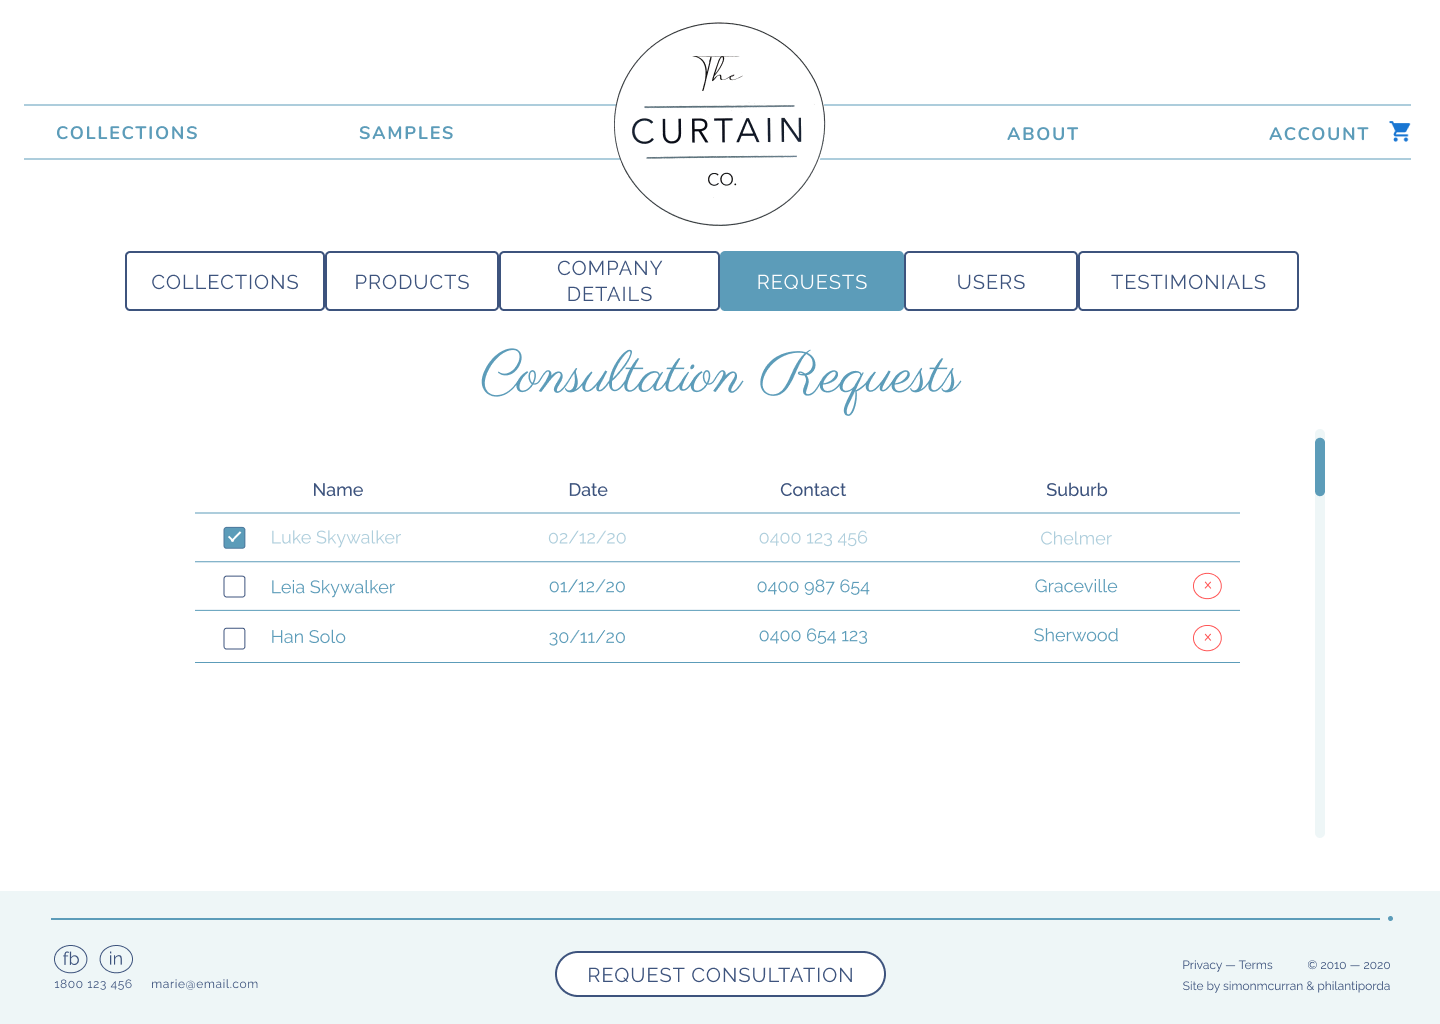 The
CURTAIN
CO.
COLLECTIONS SAMPLES ABOUT ACCOUNT
COLLECTIONS PRODUCTS COMPANY DETAILS REQUESTS USERS TESTIMONIALS
Consultation Requests
Name Date Contact Suburb
Luke Skywalker 02/12/20 0400 123 456 Chelmer
Leia Skywalker 01/12/20 0400 987 654 Graceville x
Han Solo 30/11/20 0400 654 123 Sherwood x
fb in
1800 123 456 marie@email.com
REQUEST CONSULTATION
Privacy — Terms © 2010 — 2020
Site by simonmcurran & philantiporda